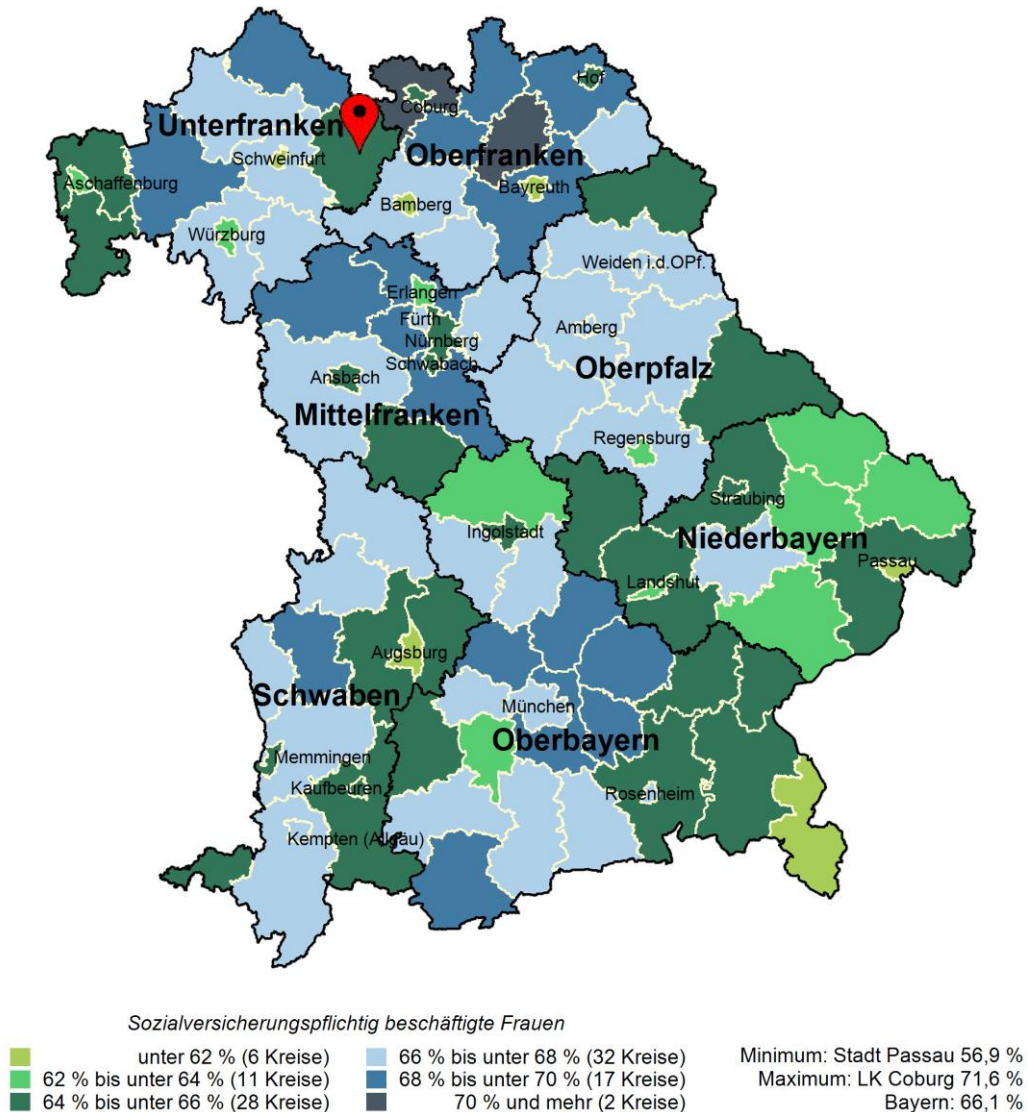 Hof
Coburg
Unterfranken
Oberfranken
Schweinfurt
Aschaffenburg
Bayreuth
Bamberg
Würzburg
Weiden i.d.OPf.
Erlangen
Fürth
Amberg
Nürnberg
Schwabach
Oberpfalz
Ansbach
Mittelfranken
Regensburg
Straubing
Ingolstadt
Niederbayern
Passau
Landshut
Augsburg
Schwaben
München
Oberbayern
Memmingen
Kaufbeuren
Rosenheim
Kempten (Allgäu)
Sozialversicherungspflichtig beschäftigte Frauen
unter 62 % (6 Kreise)
62 % bis unter 64 % (11 Kreise)
64 % bis unter 66 % (28 Kreise)
66 % bis unter 68 % (32 Kreise)
68 % bis unter 70 % (17 Kreise)
70 % und mehr (2 Kreise)
Minimum: Stadt Passau 56,9 %
Maximum: LK Coburg 71,6 %
Bayern: 66,1 %